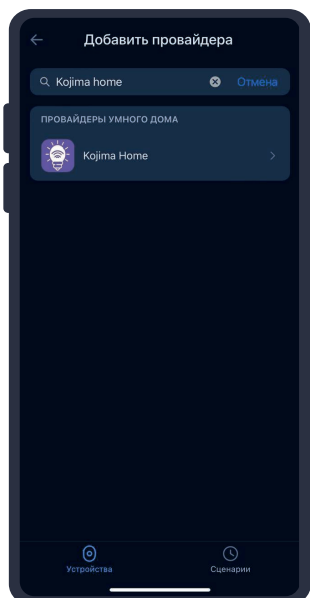 Добавить провайдера
Kojima home
Отмена
ПРОВАЙДЕРЫ УМНОГО ДОМА
Kojima Home
Устройства
Сценарии